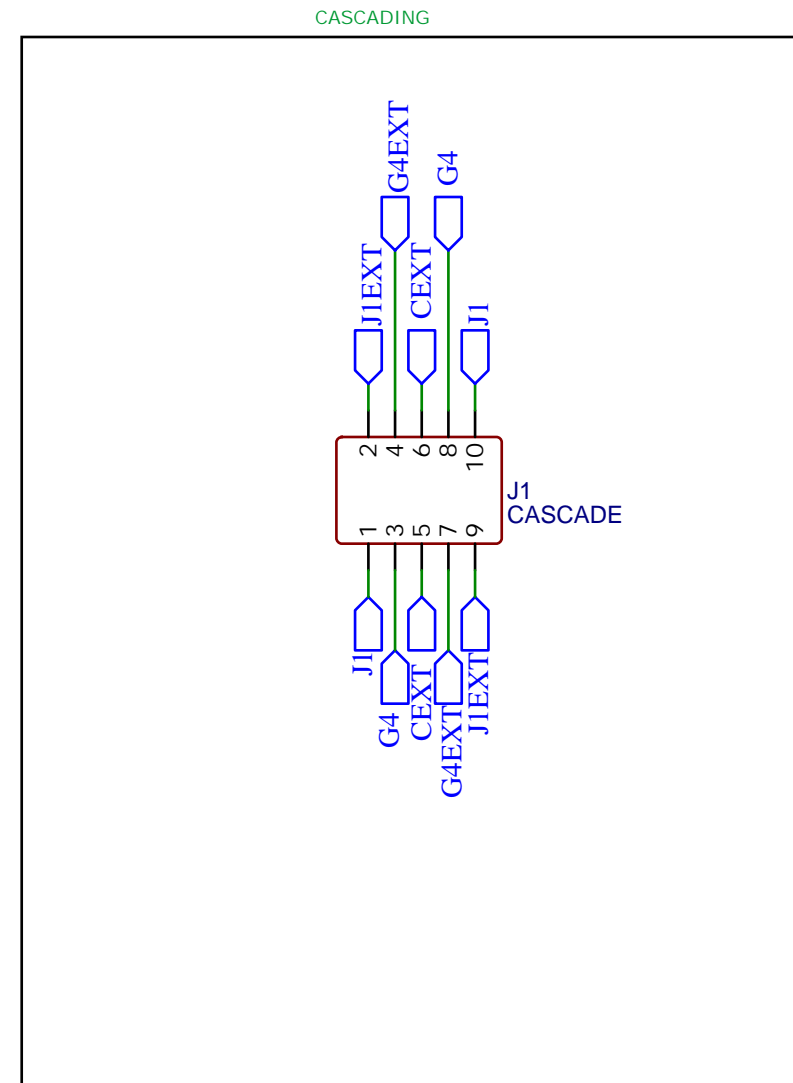 CASCADING
G4EXT
G4
J1EXT
CEXT
J1
2
4
6
8
10
J1
CASCADE
1
3
5
7
9
J1
G4
CEXT
G4EXT
J1EXT